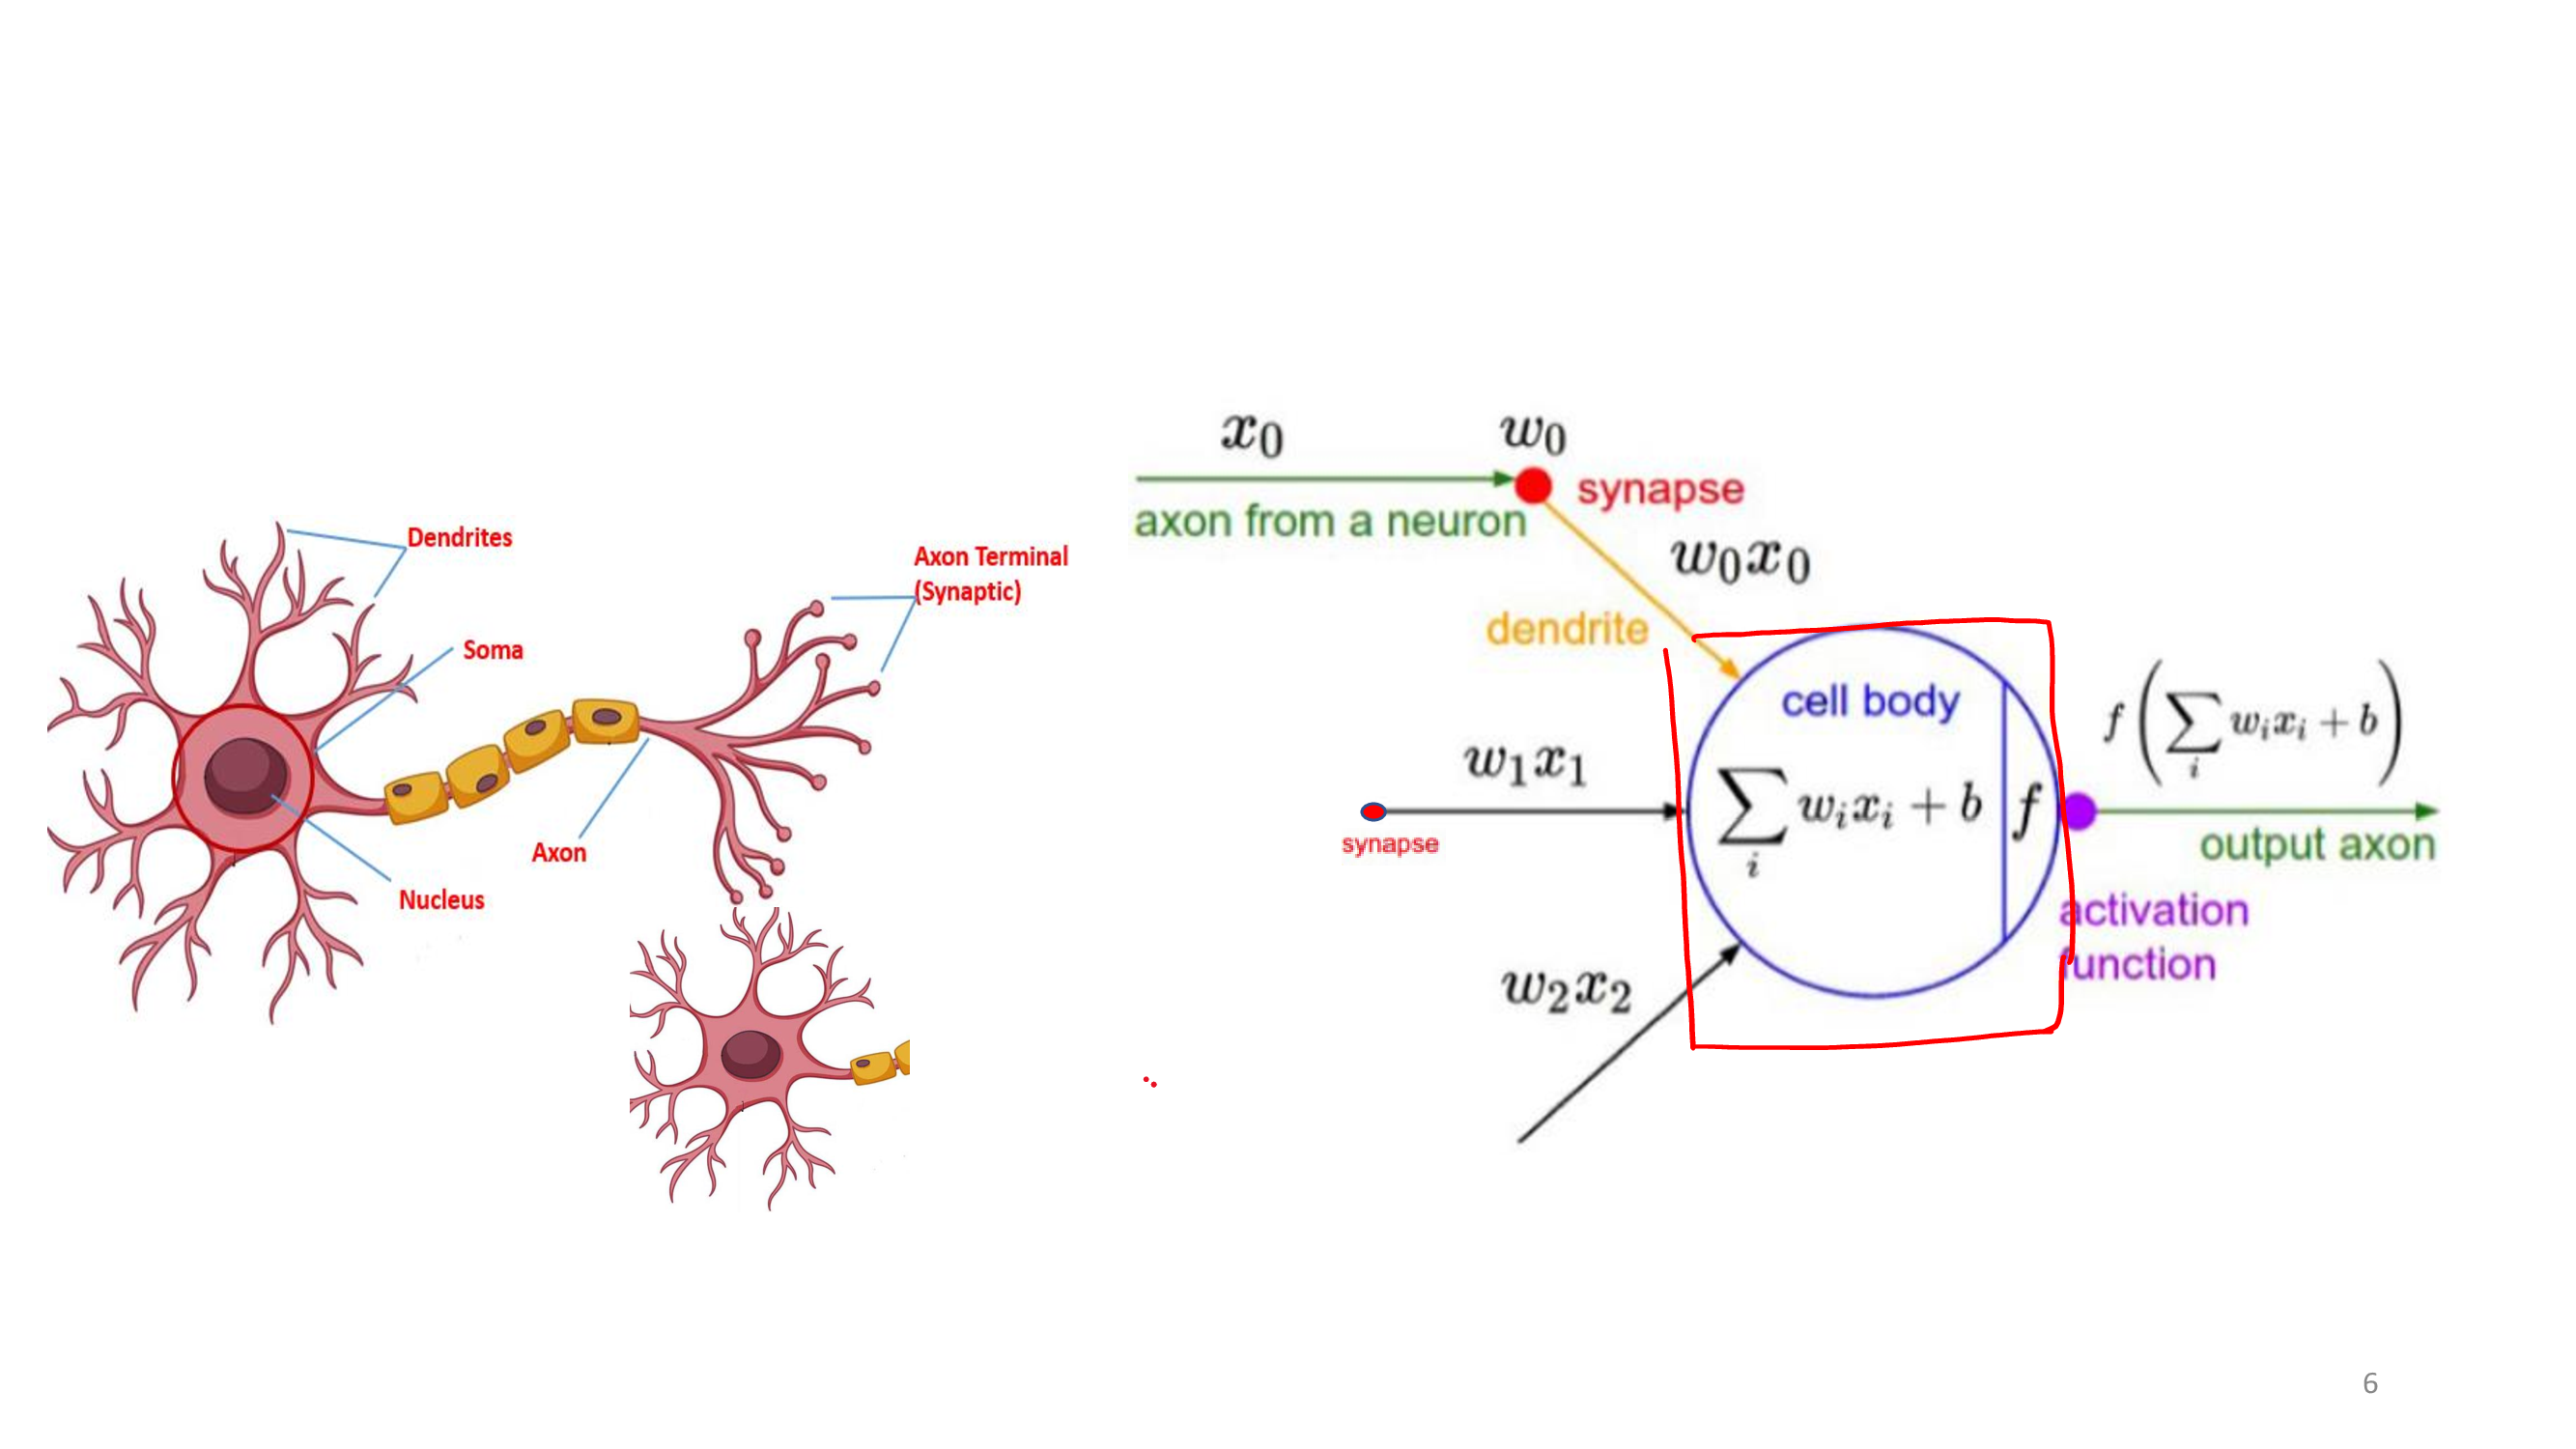 Dendrites
Soma
Axon Terminal
(Synaptic)
Axon
Nucleus
x₀
w₀
synapse
axon from a neuron
w₀x₀
dendrite
cell body
w₁x₁
synapse
∑ᵢ wᵢxᵢ + b
f
f(∑ᵢ wᵢxᵢ + b)
output axon
activation
function
w₂x₂
6